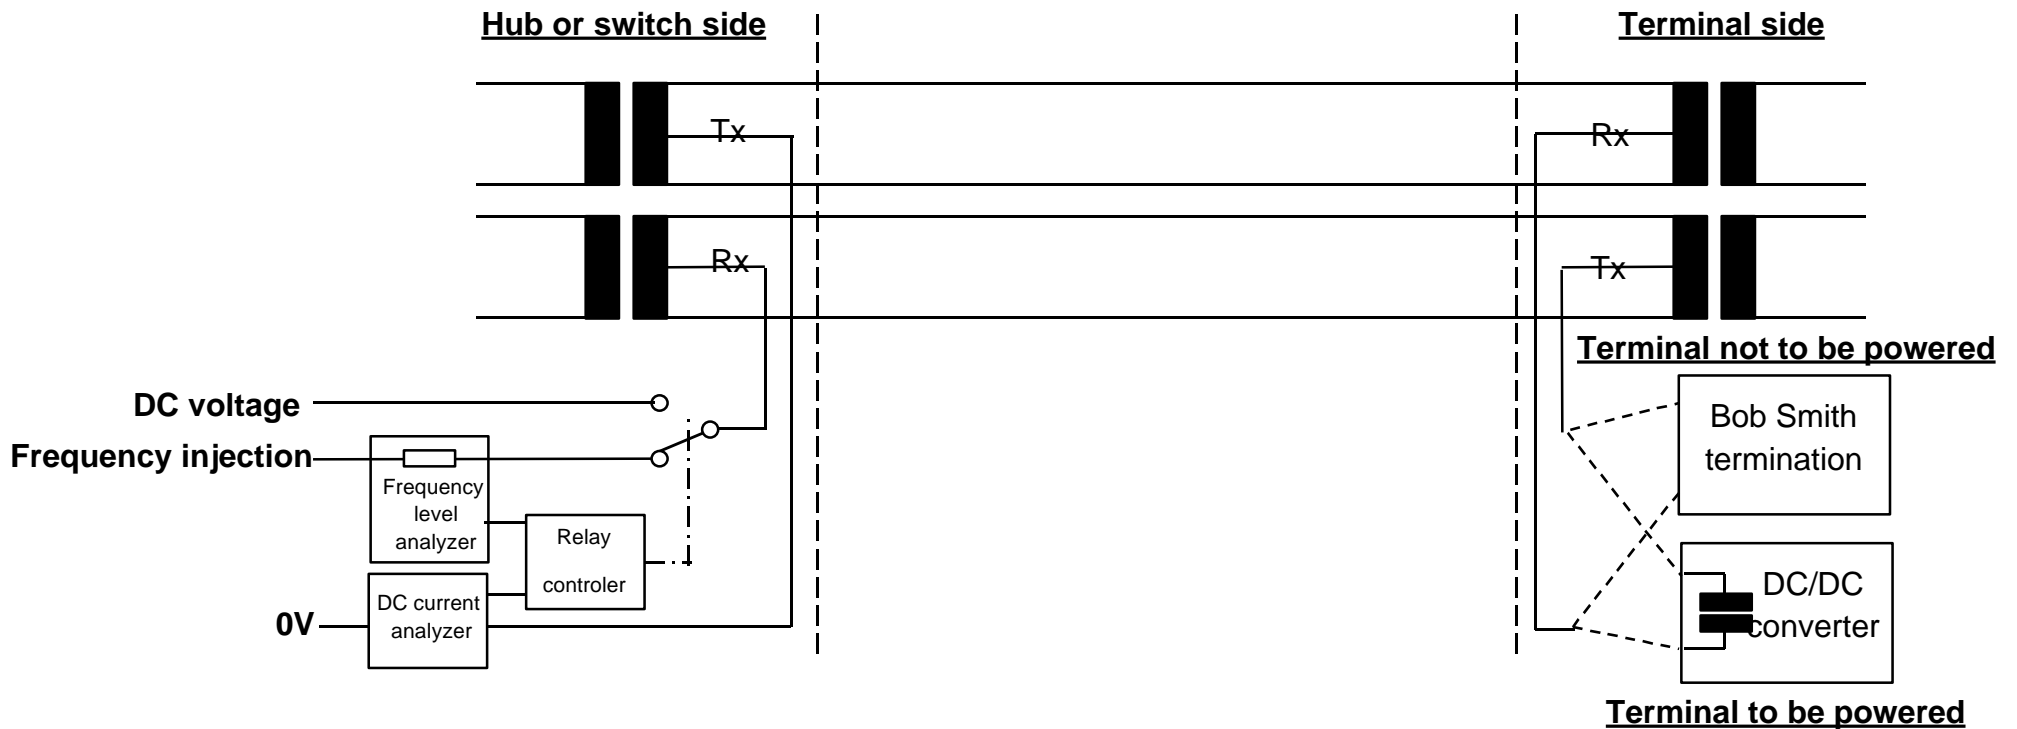 Hub or switch side
Terminal side
Tx
Rx
Rx
Tx
Terminal not to be powered
DC voltage
Bob Smith
termination
Frequency injection
Frequency
level
analyzer
Relay
controler
DC/DC
converter
DC current
analyzer
0V
Terminal to be powered